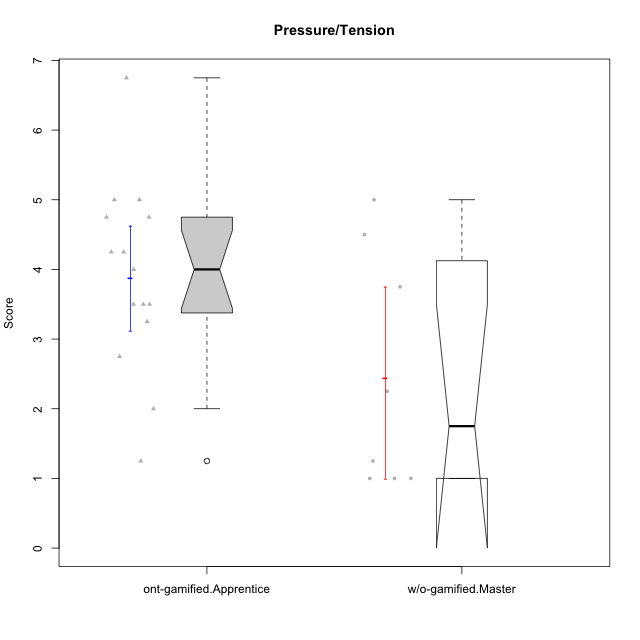 Pressure/Tension
Score
7
6
5
4
3
2
1
0
ont-gamified.Apprentice
w/o-gamified.Master